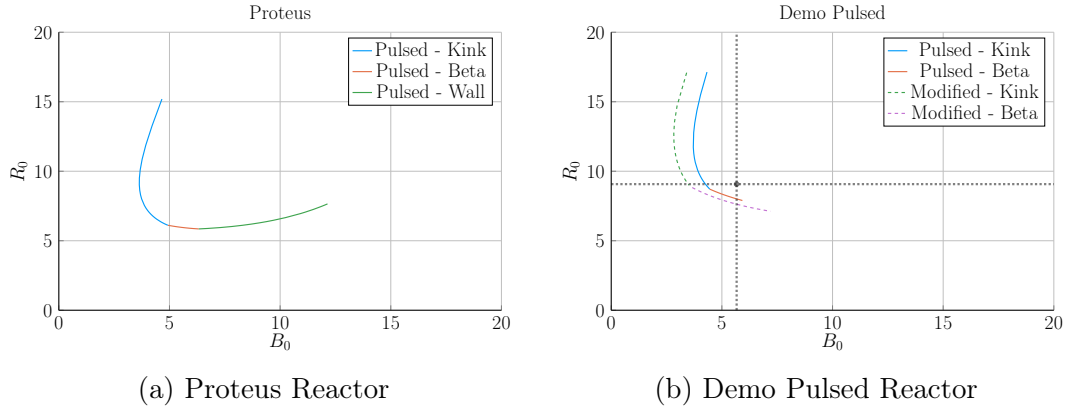 Proteus
20
15
10
5
0
R0
0
5
10
15
20
B0
Pulsed - Kink
Pulsed - Beta
Pulsed - Wall
(a) Proteus Reactor
Demo Pulsed
20
15
10
5
0
R0
0
5
10
15
20
B0
Pulsed - Kink
Pulsed - Beta
Modified - Kink
Modified - Beta
(b) Demo Pulsed Reactor